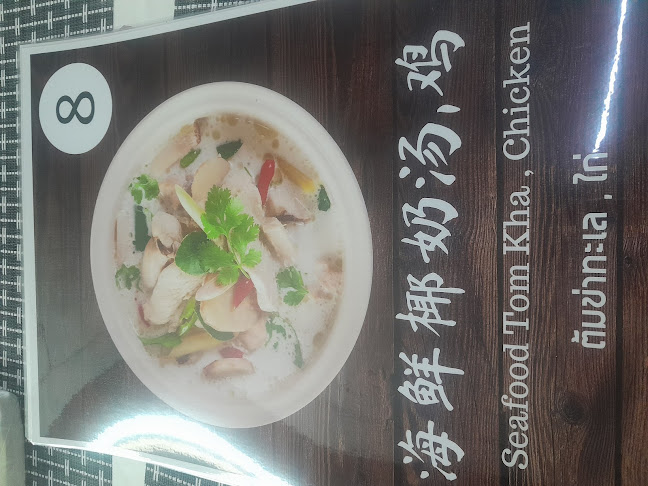 8
海鲜椰奶汤,鸡
Seafood Tom Kha , Chicken
ต้มข่าทะเล , ไก่